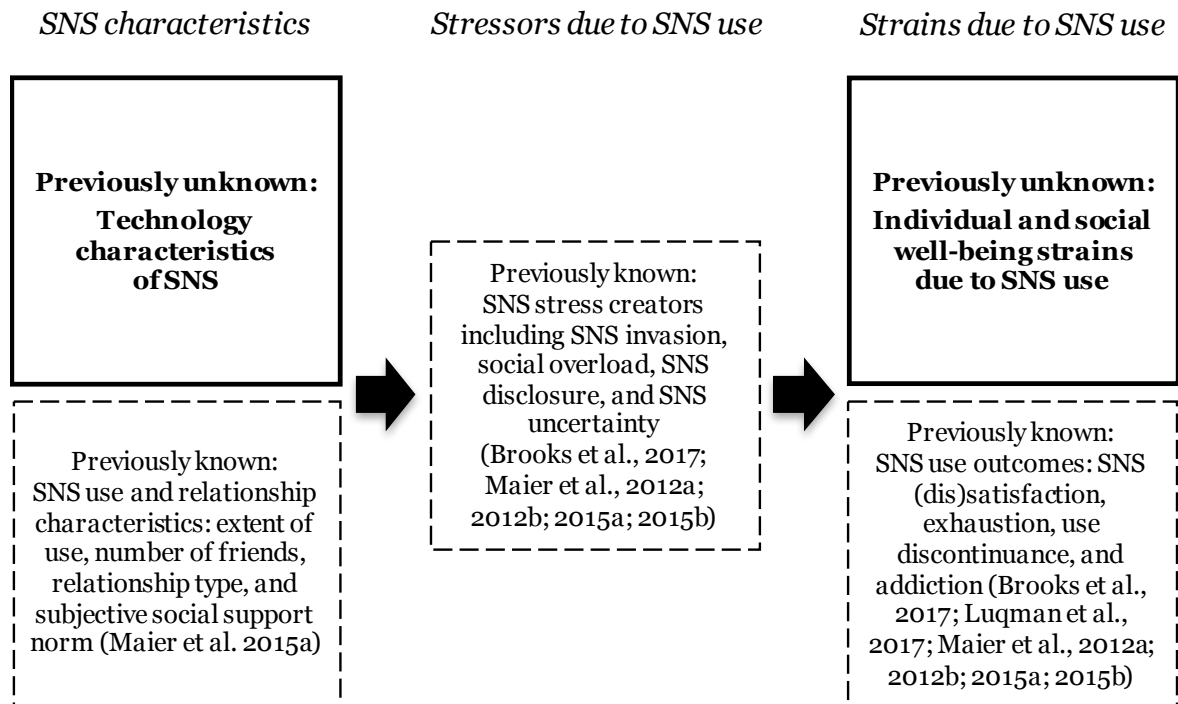 SNS characteristics
Stressors due to SNS use
Strains due to SNS use
Previously unknown:
Technology
characteristics
of SNS
Previously known:
SNS use and relationship
characteristics: extent of
use, number of friends,
relationship type, and
subjective social support
norm (Maier et al. 2015a)
Previously known:
SNS stress creators
including SNS invasion,
social overload, SNS
disclosure, and SNS
uncertainty
(Brooks et al., 2017;
Maier et al., 2012a;
2012b; 2015a; 2015b)
Previously unknown:
Individual and social
well-being strains
due to SNS use
Previously known:
SNS use outcomes: SNS
(dis)satisfaction,
exhaustion, use
discontinuance, and
addiction (Brooks et al.,
2017; Luqman et al.,
2017; Maier et al., 2012a;
2012b; 2015a; 2015b)